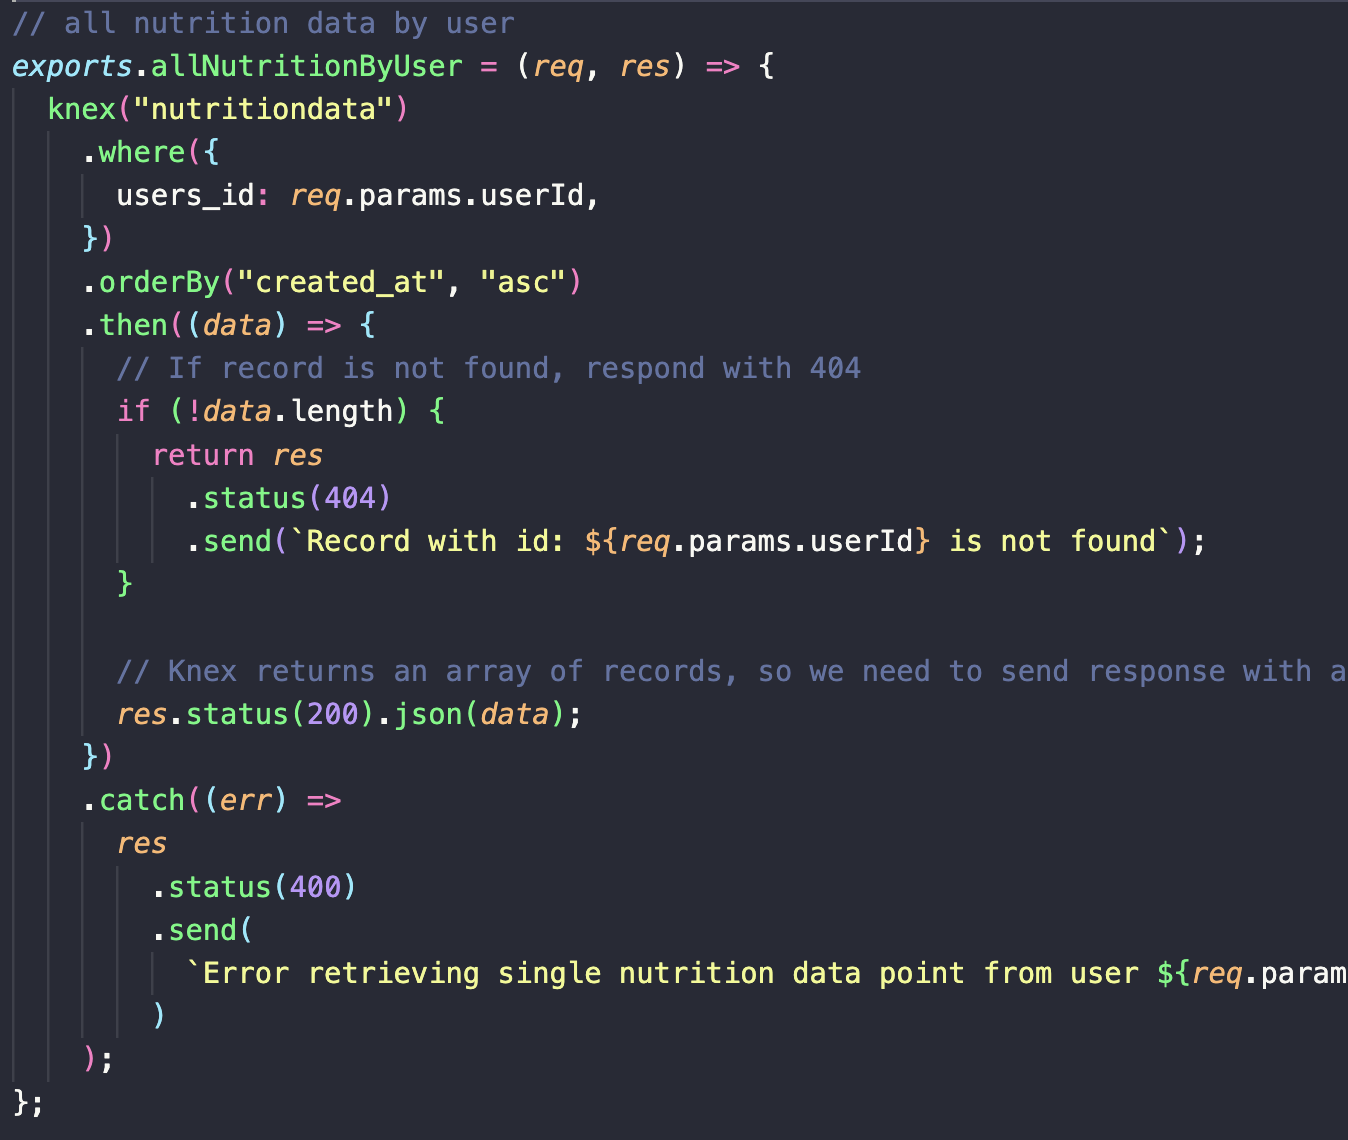 // all nutrition data by user
exports.allNutritionByUser = (req, res) => {
  knex("nutritiondata")
    .where({
      users_id: req.params.userId,
    })
    .orderBy("created_at", "asc")
    .then((data) => {
      // If record is not found, respond with 404
      if (!data.length) {
        return res
          .status(404)
          .send(`Record with id: ${req.params.userId} is not found`);
      }

      // Knex returns an array of records, so we need to send response with a
      res.status(200).json(data);
    })
    .catch((err) =>
      res
        .status(400)
        .send(
          `Error retrieving single nutrition data point from user ${req.param
        )
    );
};